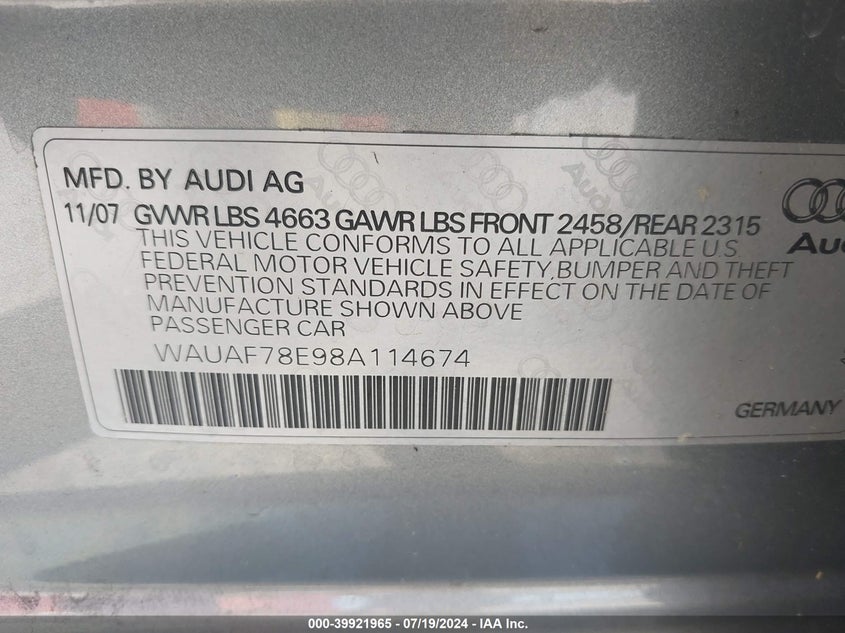 MFD. BY AUDI AG
11/07 GVWR LBS 4663 GAWR LBS FRONT 2458/REAR 2315
THIS VEHICLE CONFORMS TO ALL APPLICABLE U.S
FEDERAL MOTOR VEHICLE SAFETY,BUMPER AND THEFT
PREVENTION STANDARDS IN EFFECT ON THE DATE OF
MANUFACTURE SHOWN ABOVE
PASSENGER CAR
WAUAF78E98A114674
GERMANY
000-39921965 - 07/19/2024 - IAA Inc.